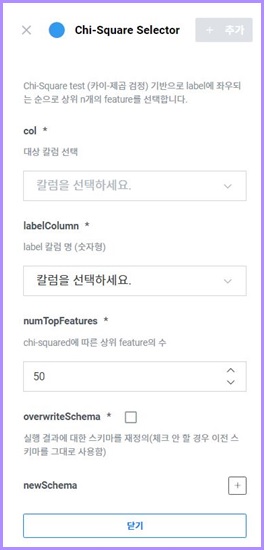 Chi-Square Selector
+ 추가
Chi-Square test (카이-제곱 검정) 기반으로 label에 좌우되
는 순으로 상위 n개의 feature를 선택합니다.
col *
대상 칼럼 선택
칼럼을 선택하세요.
labelColumn *
label 칼럼 명 (숫자형)
칼럼을 선택하세요.
numTopFeatures *
chi-squared에 따른 상위 feature의 수
50
overwriteSchema *
실행 결과에 대한 스키마를 재정의(체크 안 할 경우 이전 스
키마를 그대로 사용함)
newSchema
+
닫기